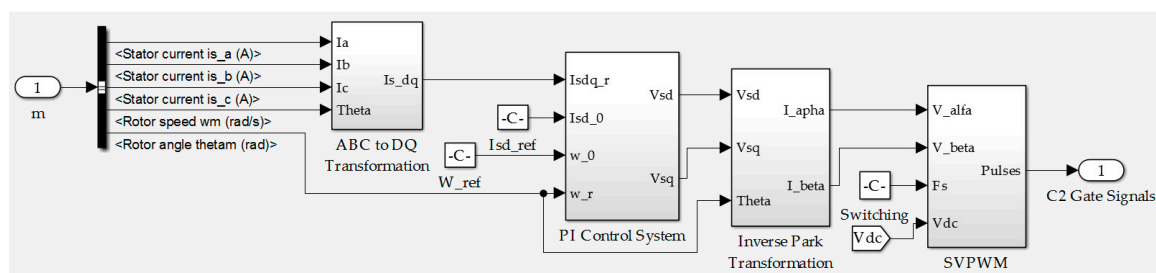 1
m
<Stator current is_a (A)>
<Stator current is_b (A)>
<Stator current is_c (A)>
<Rotor speed wm (rad/s)>
<Rotor angle thetam (rad)>
Ia
Ib
Ic
Theta
Is_dq
ABC to DQ
Transformation
-C-
Isd_ref
-C-
W_ref
Isdq_r
Isd_0
w_0
w_r
Vsd
Vsq
PI Control System
Vsd
Vsq
Theta
I_apha
I_beta
Inverse Park
Transformation
-C-
Switching
Vdc
V_alfa
V_beta
Fs
Vdc
Pulses
SVPWM
1
C2 Gate Signals